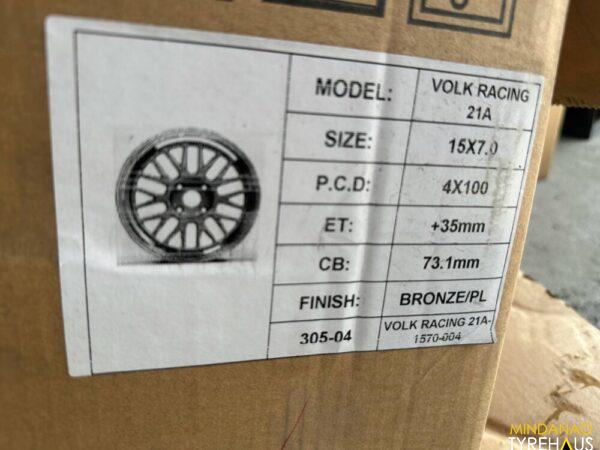 MODEL: VOLK RACING
21A
SIZE: 15X7.0
P.C.D: 4X100
ET: +35mm
CB: 73.1mm
FINISH: BRONZE/PL
305-04 VOLK RACING 21A-
1570-004
MINDANAO
TYREHAUS